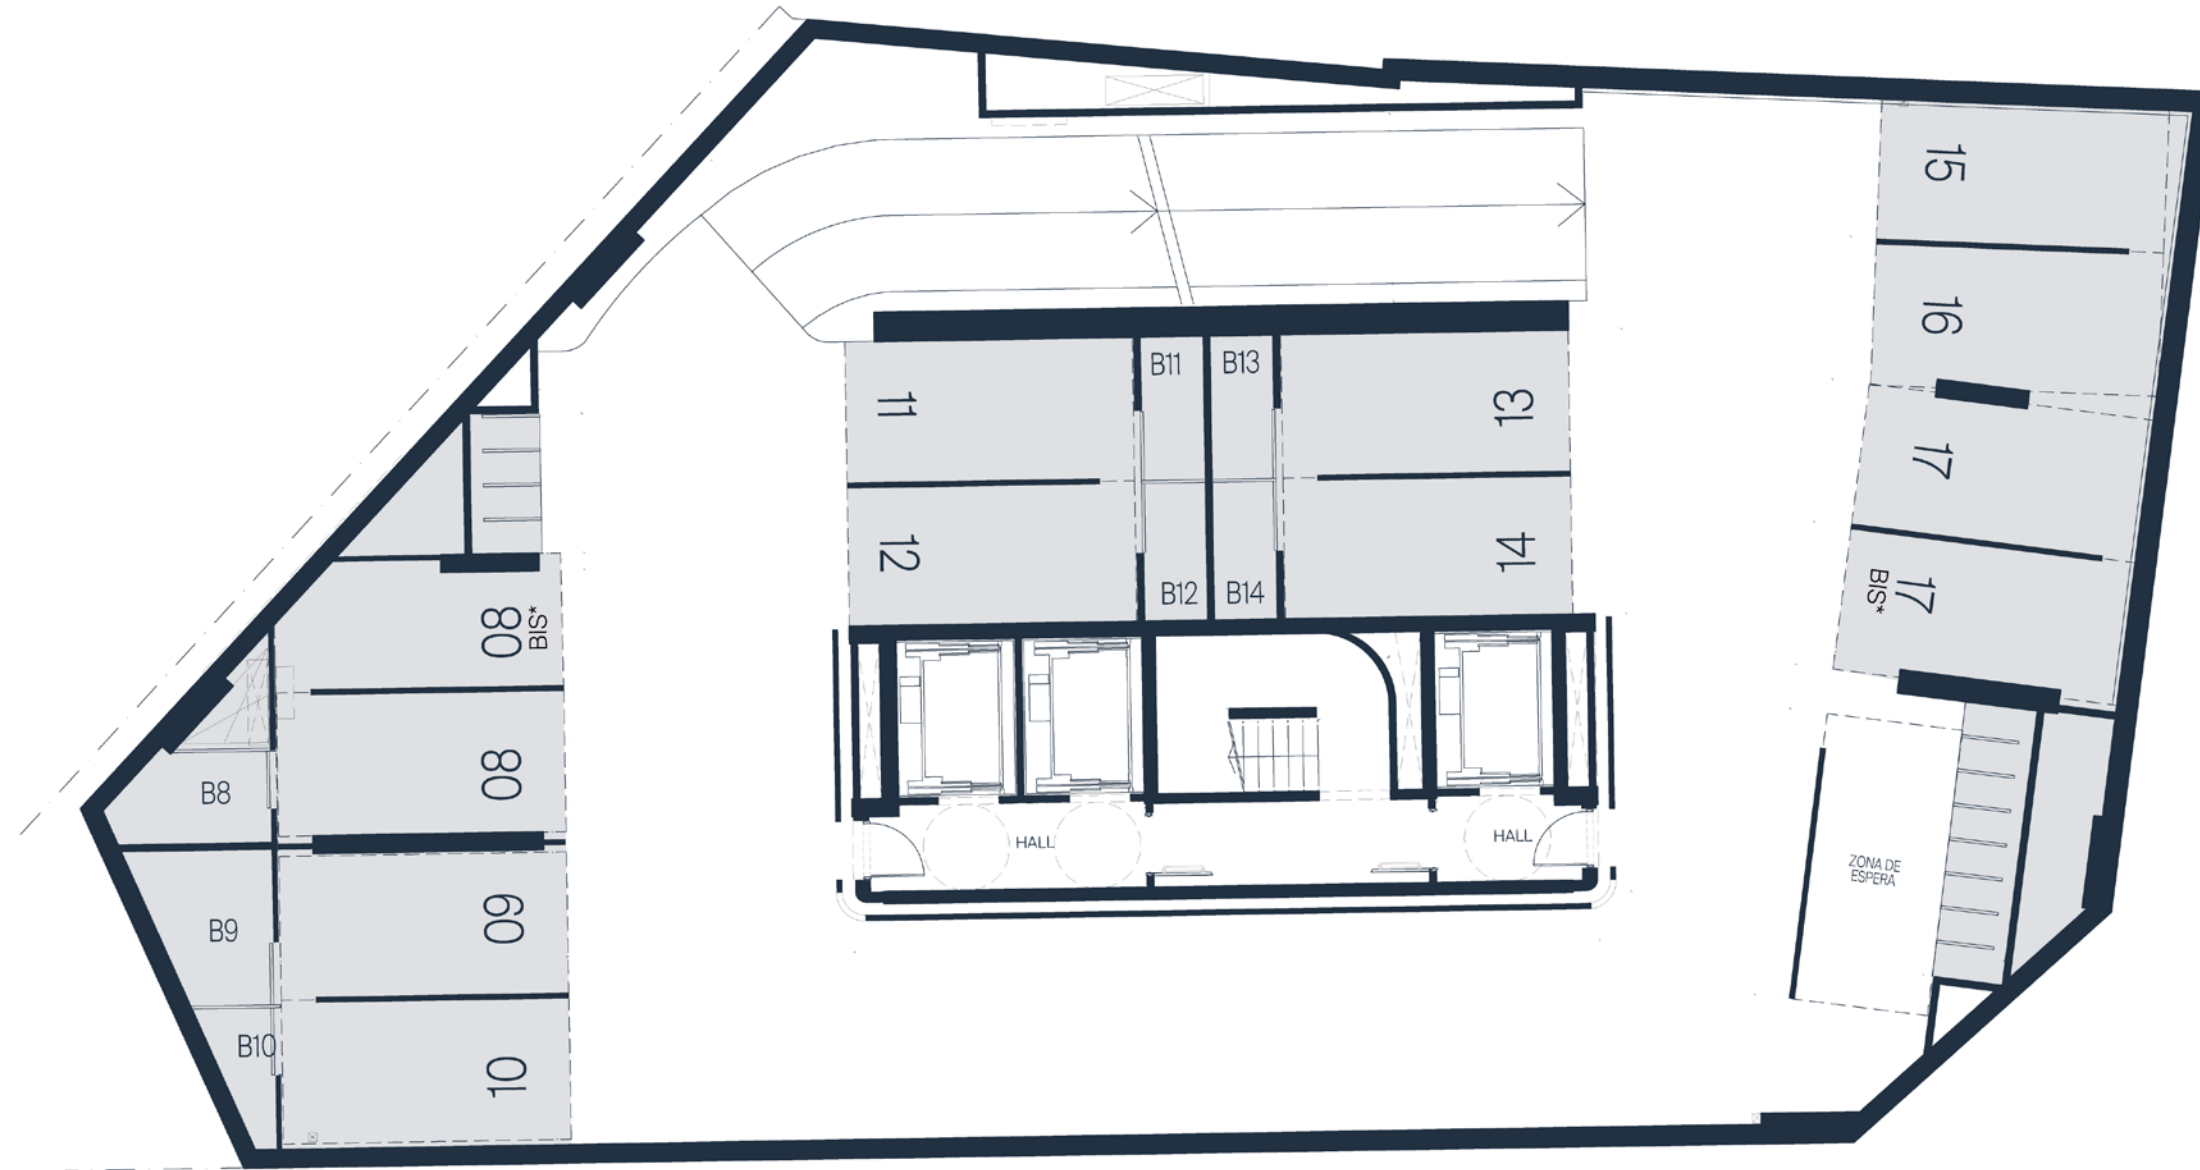 15
16
17
17
BIS*
11
B11
B13
13
12
B12
B14
14
08
BIS*
08
B8
09
B9
10
B10
HALL
HALL
ZONA DE
ESPERA